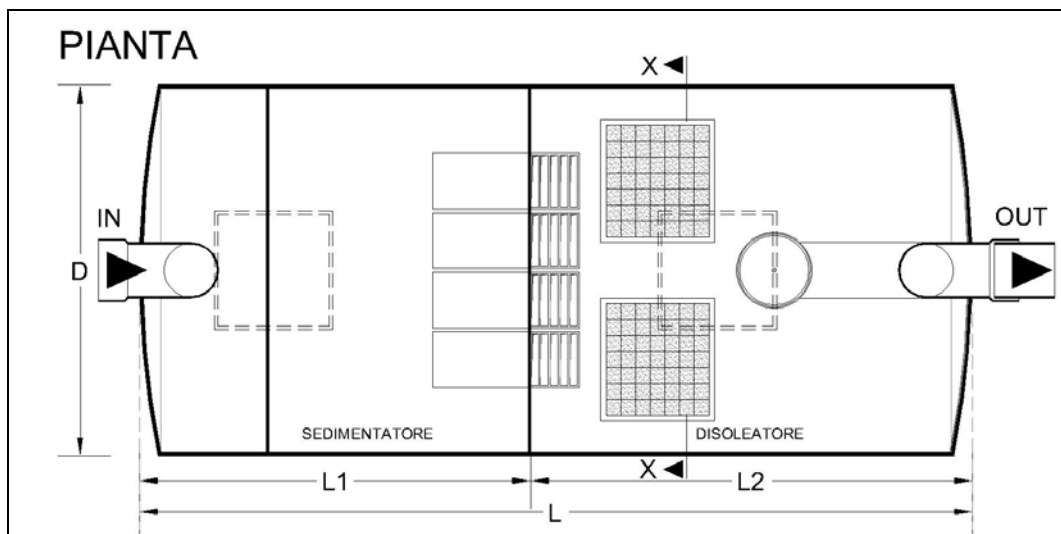 PIANTA
X
IN
OUT
D
SEDIMENTATORE
DISOLEATORE
X
L1
L2
L